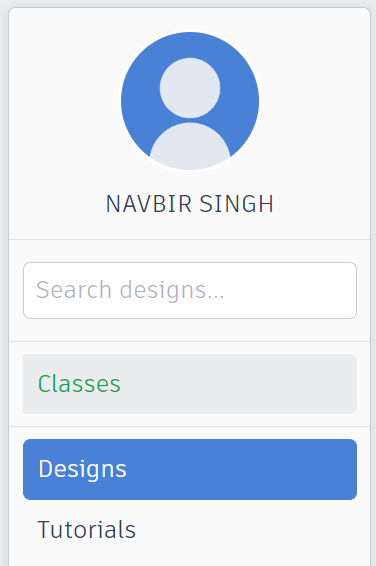 NAVBIR SINGH
Search designs...
Classes
Designs
Tutorials